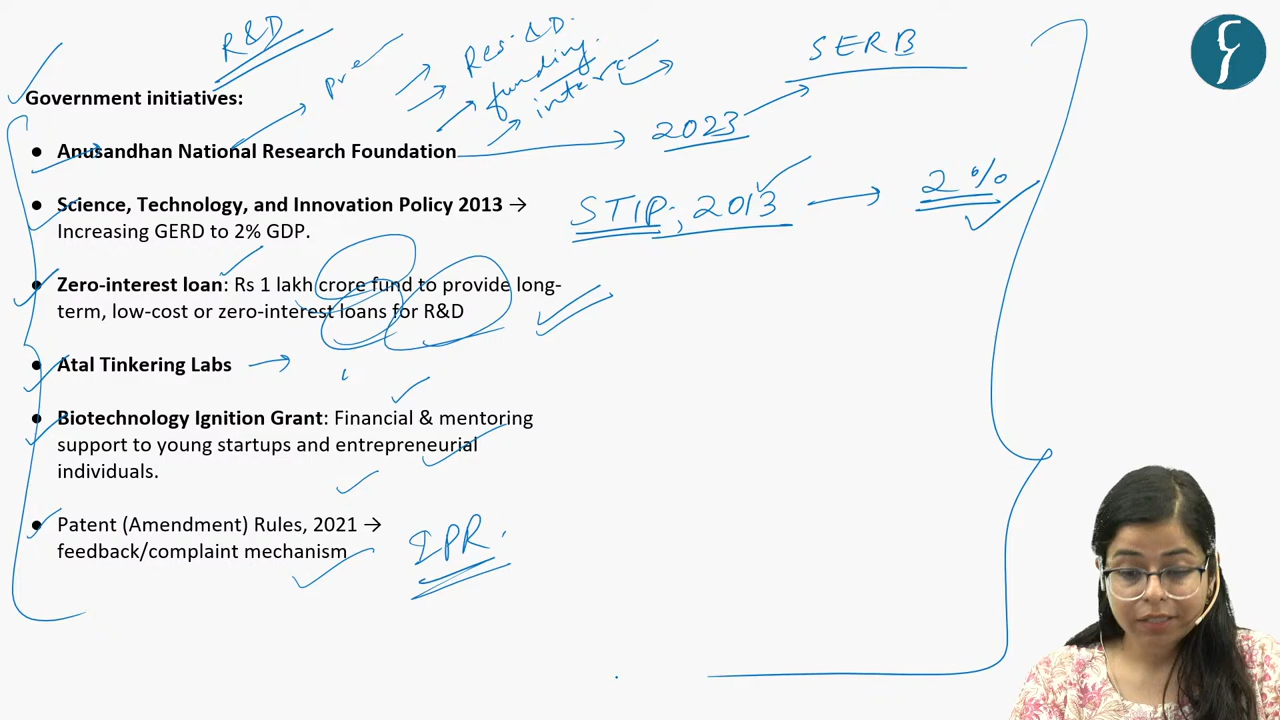 R&D
pre
Res. & D.
funding.
SERB
Government initiatives:
2023
● Anusandhan National Research Foundation
2 %
● Science, Technology, and Innovation Policy 2013 →
STIP, 2013
Increasing GERD to 2% GDP.
● Zero-interest loan: Rs 1 lakh crore fund to provide long-
term, low-cost or zero-interest loans for R&D
● Atal Tinkering Labs
● Biotechnology Ignition Grant: Financial & mentoring
support to young startups and entrepreneurial
individuals.
● Patent (Amendment) Rules, 2021 →
feedback/complaint mechanism
IPR.